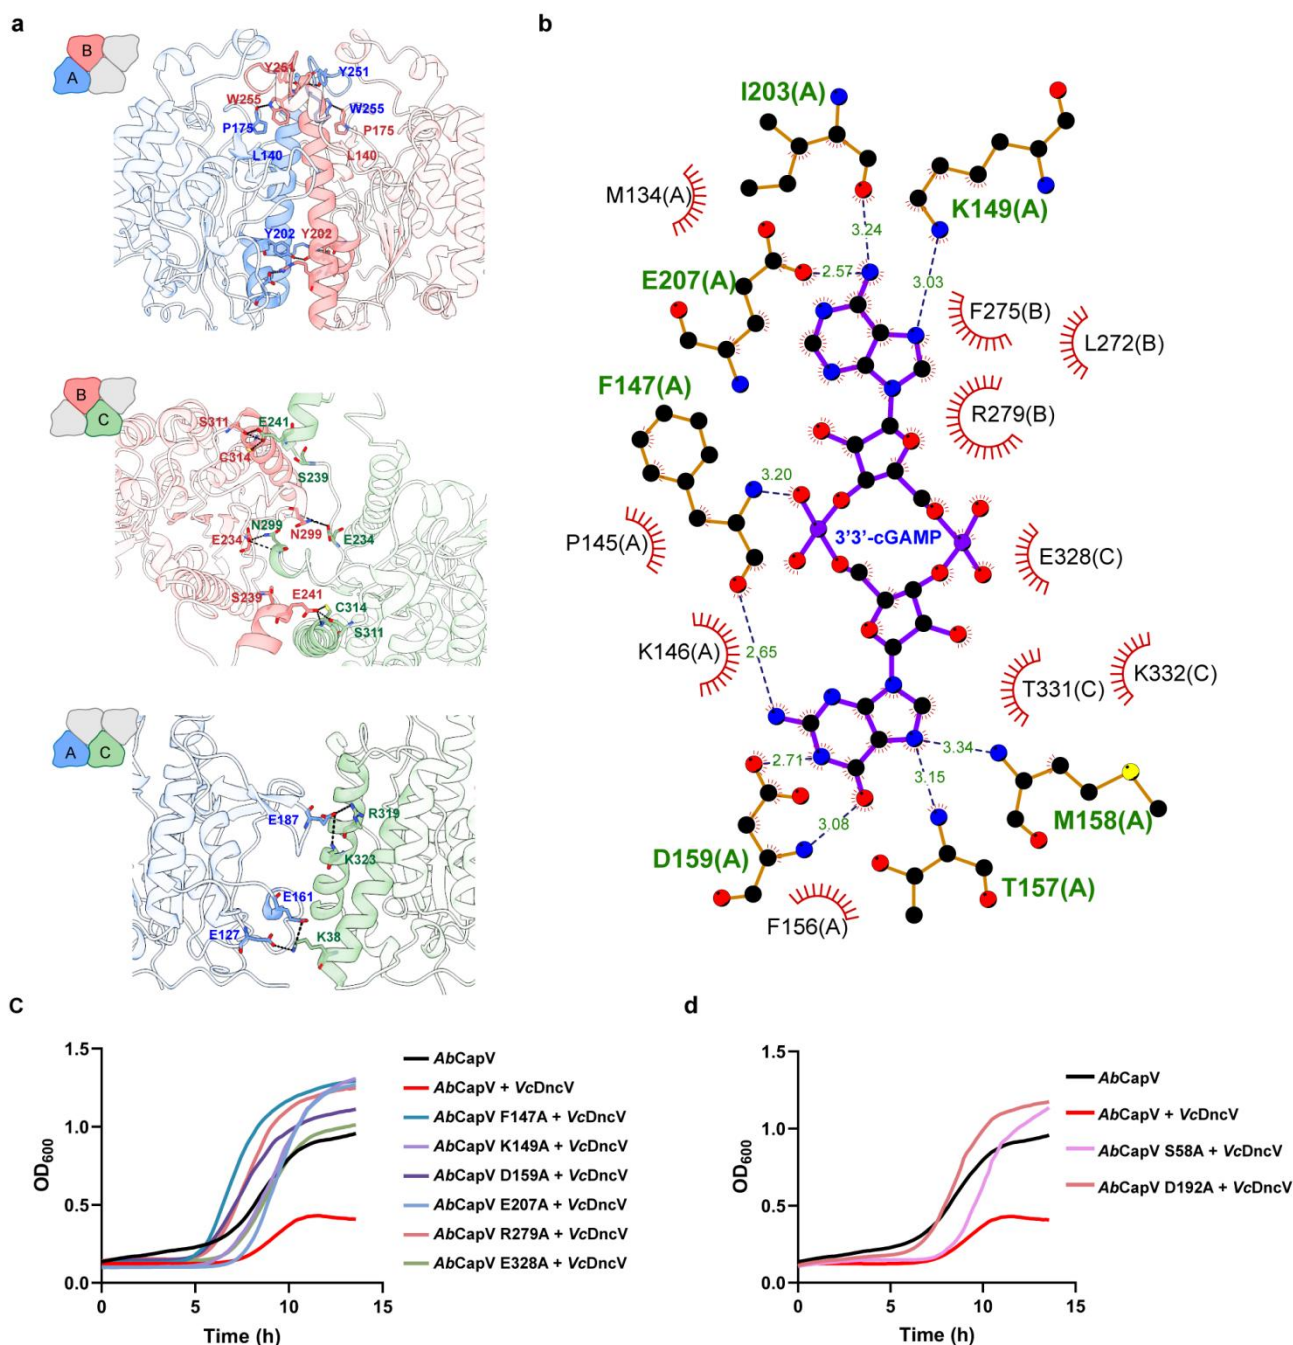 a
B
A
Y251
Y251
W255
W255
P175
P175
L140
L140
Y202
Y202
B
C
S311
E241
C314
S239
N299
N299
E234
E234
S239
E241
C314
S311
A
C
E187
R319
K323
E161
E127
K38
b
I203(A)
M134(A)
K149(A)
3.24
E207(A)
2.57
3.03
F275(B)
L272(B)
F147(A)
R279(B)
3.20
3'3'-cGAMP
P145(A)
E328(C)
K146(A)
2.65
T331(C)
K332(C)
3.34
2.71
3.15
M158(A)
3.08
D159(A)
T157(A)
F156(A)
c
OD600
1.5
1.0
0.5
0.0
0
5
10
15
Time (h)
AbCapV
AbCapV + VcDncV
AbCapV F147A + VcDncV
AbCapV K149A + VcDncV
AbCapV D159A + VcDncV
AbCapV E207A + VcDncV
AbCapV R279A + VcDncV
AbCapV E328A + VcDncV
d
OD600
1.5
1.0
0.5
0.0
0
5
10
15
Time (h)
AbCapV
AbCapV + VcDncV
AbCapV S58A + VcDncV
AbCapV D192A + VcDncV